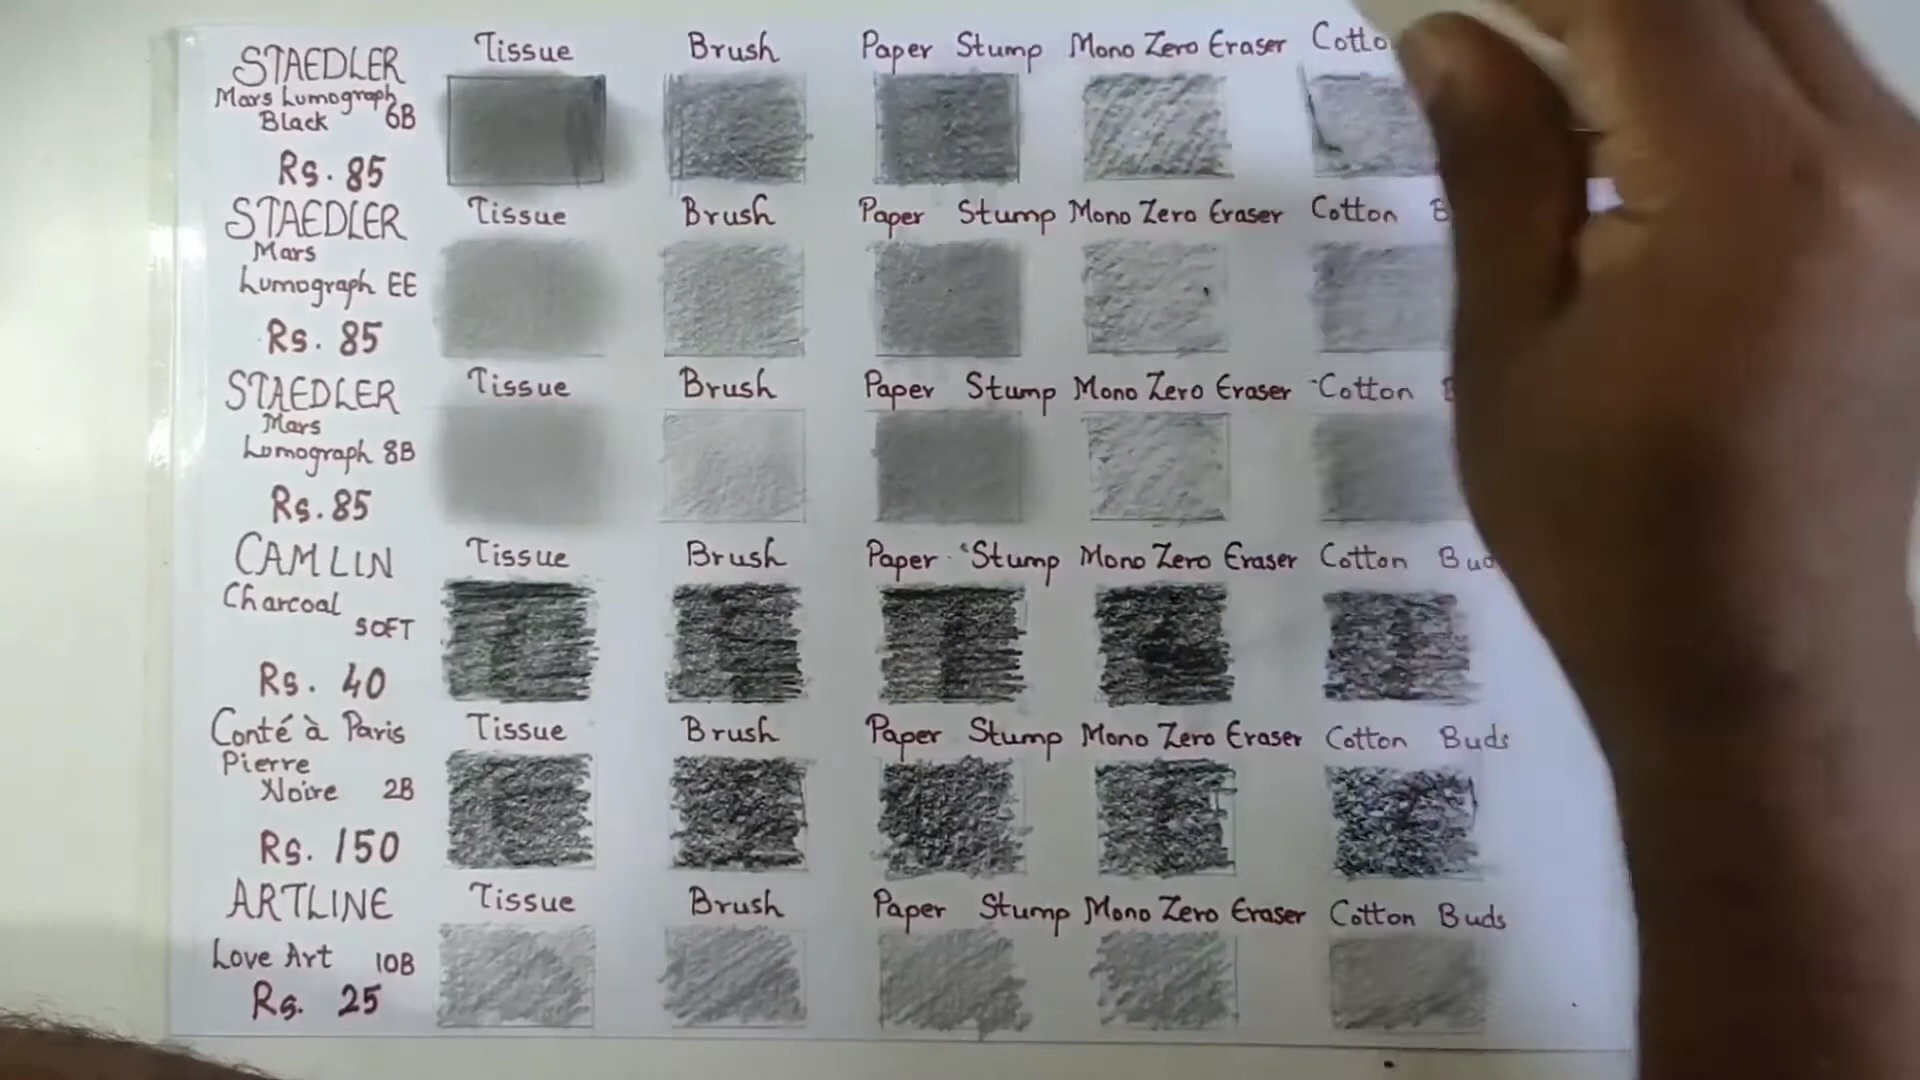 STAEDLER
Mars Lumograph
Black 6B
Rs. 85
Tissue Brush Paper Stump Mono Zero Eraser
STAEDLER
Mars
Lumograph EE
Rs. 85
Tissue Brush Paper Stump Mono Zero Eraser Cotton
STAEDLER
Mars
Lumograph 8B
Rs. 85
Tissue Brush Paper Stump Mono Zero Eraser Cotton
CAMLIN
Charcoal
SOFT
Rs. 40
Tissue Brush Paper Stump Mono Zero Eraser Cotton Bud
Conté à Paris
Pierre
Noire 2B
Rs. 150
Tissue Brush Paper Stump Mono Zero Eraser Cotton Buds
ARTLINE
Love Art 10B
Rs. 25
Tissue Brush Paper Stump Mono Zero Eraser Cotton Buds